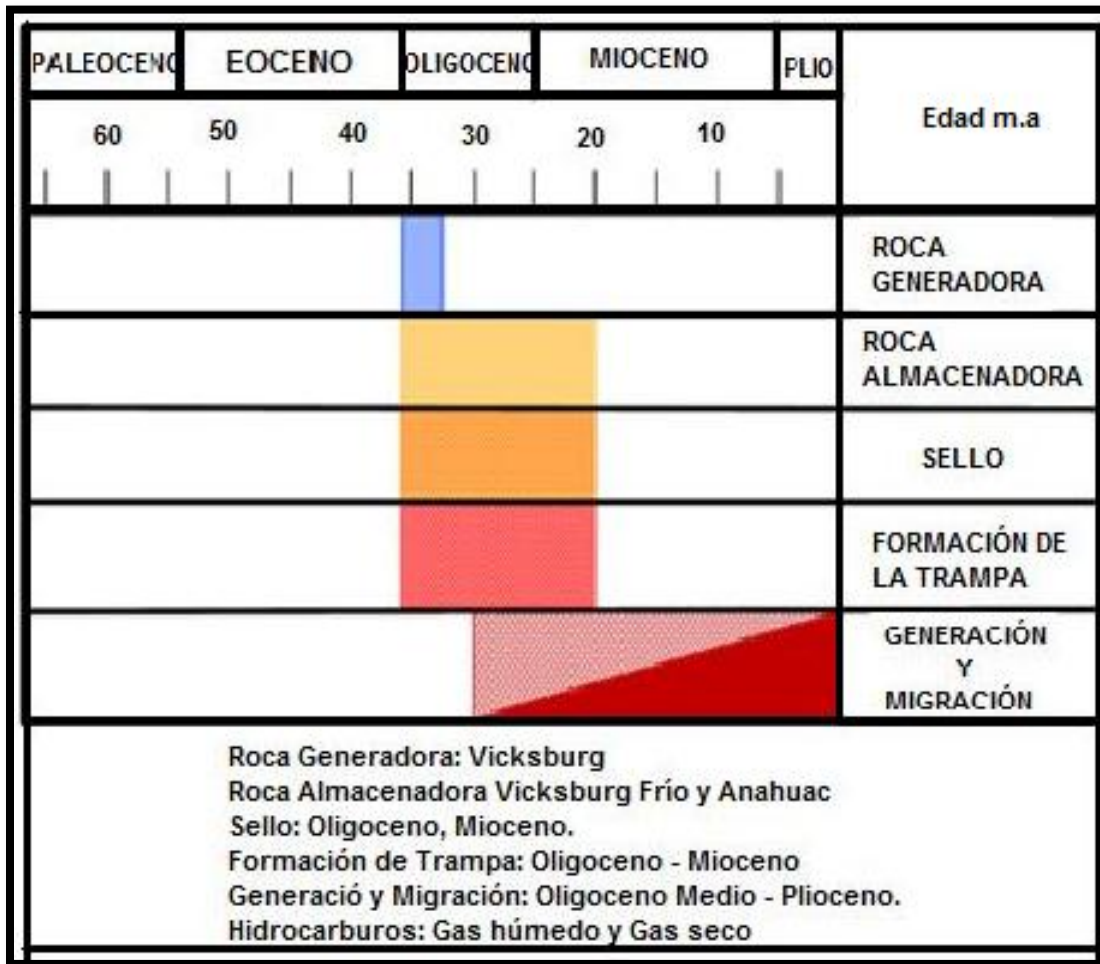 PALEOCENO EOCENO OLIGOCENO MIOCENO PLIO
Edad m.a
60 50 40 30 20 10
ROCA
GENERADORA
ROCA
ALMACENADORA
SELLO
FORMACIÓN DE
LA TRAMPA
GENERACIÓN
Y
MIGRACIÓN
Roca Generadora: Vicksburg
Roca Almacenadora Vicksburg Frío y Anahuac
Sello: Oligoceno, Mioceno.
Formación de Trampa: Oligoceno - Mioceno
Generació y Migración: Oligoceno Medio - Plioceno.
Hidrocarburos: Gas húmedo y Gas seco